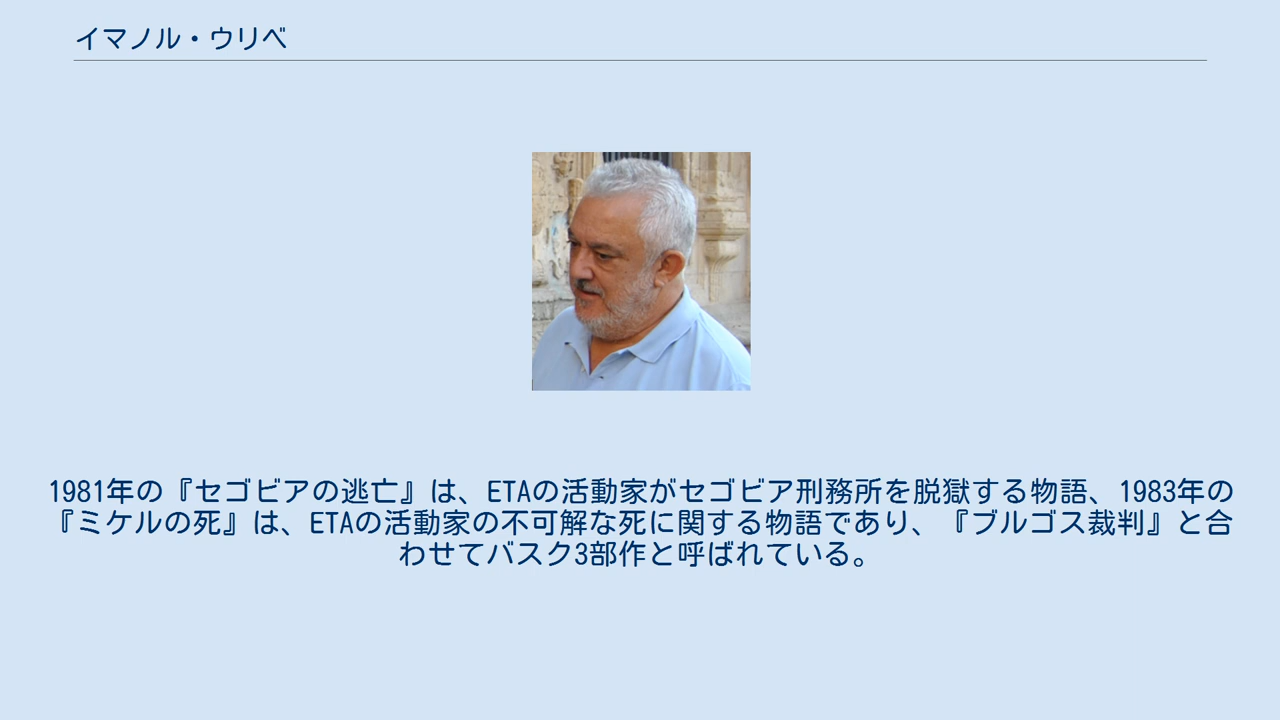 イマノル・ウリベ
1981年の『セゴビアの逃亡』は、ETAの活動家がセゴビア刑務所を脱獄する物語、1983年の
『ミケルの死』は、ETAの活動家の不可解な死に関する物語であり、『ブルゴス裁判』と合
わせてバスク3部作と呼ばれている。